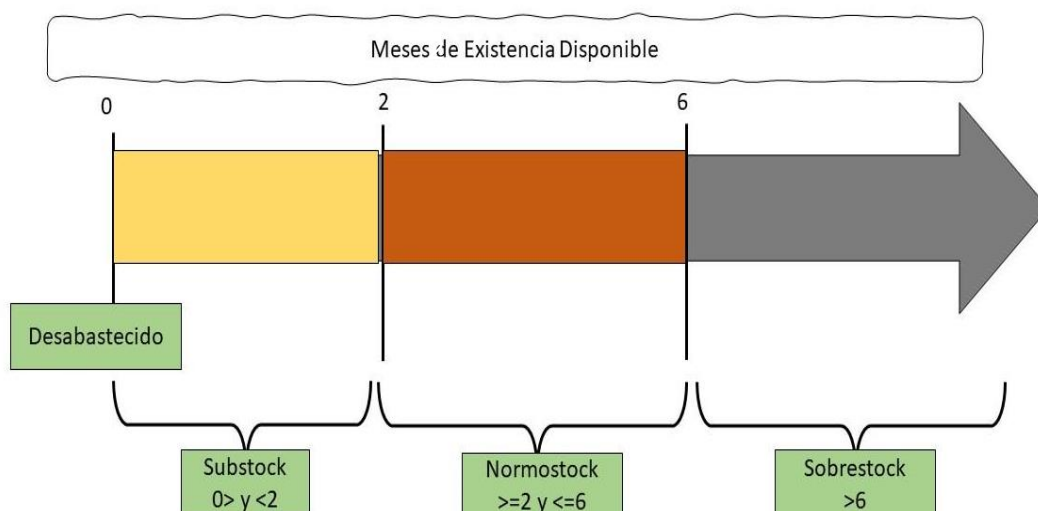 Meses de Existencia Disponible
0
2
6
Desabastecido
Substock
0> y <2
Normostock
>=2 y <=6
Sobrestock
>6